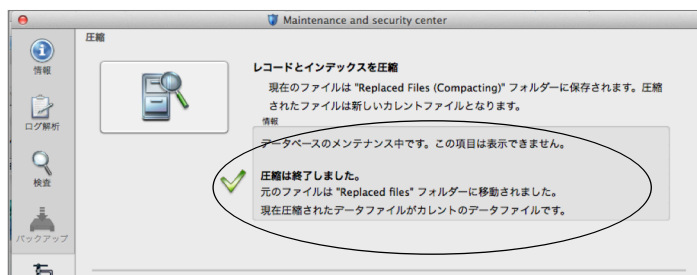 Maintenance and security center
圧縮
情報
ログ解析
検査
バックアップ
レコードとインデックスを圧縮
現在のファイルは "Replaced Files (Compacting)" フォルダーに保存されます。圧縮
されたファイルは新しいカレントファイルとなります。
情報
データベースのメンテナンス中です。この項目は表示できません。
圧縮は終了しました。
元のファイルは "Replaced files" フォルダーに移動されました。
現在圧縮されたデータファイルがカレントのデータファイルです。